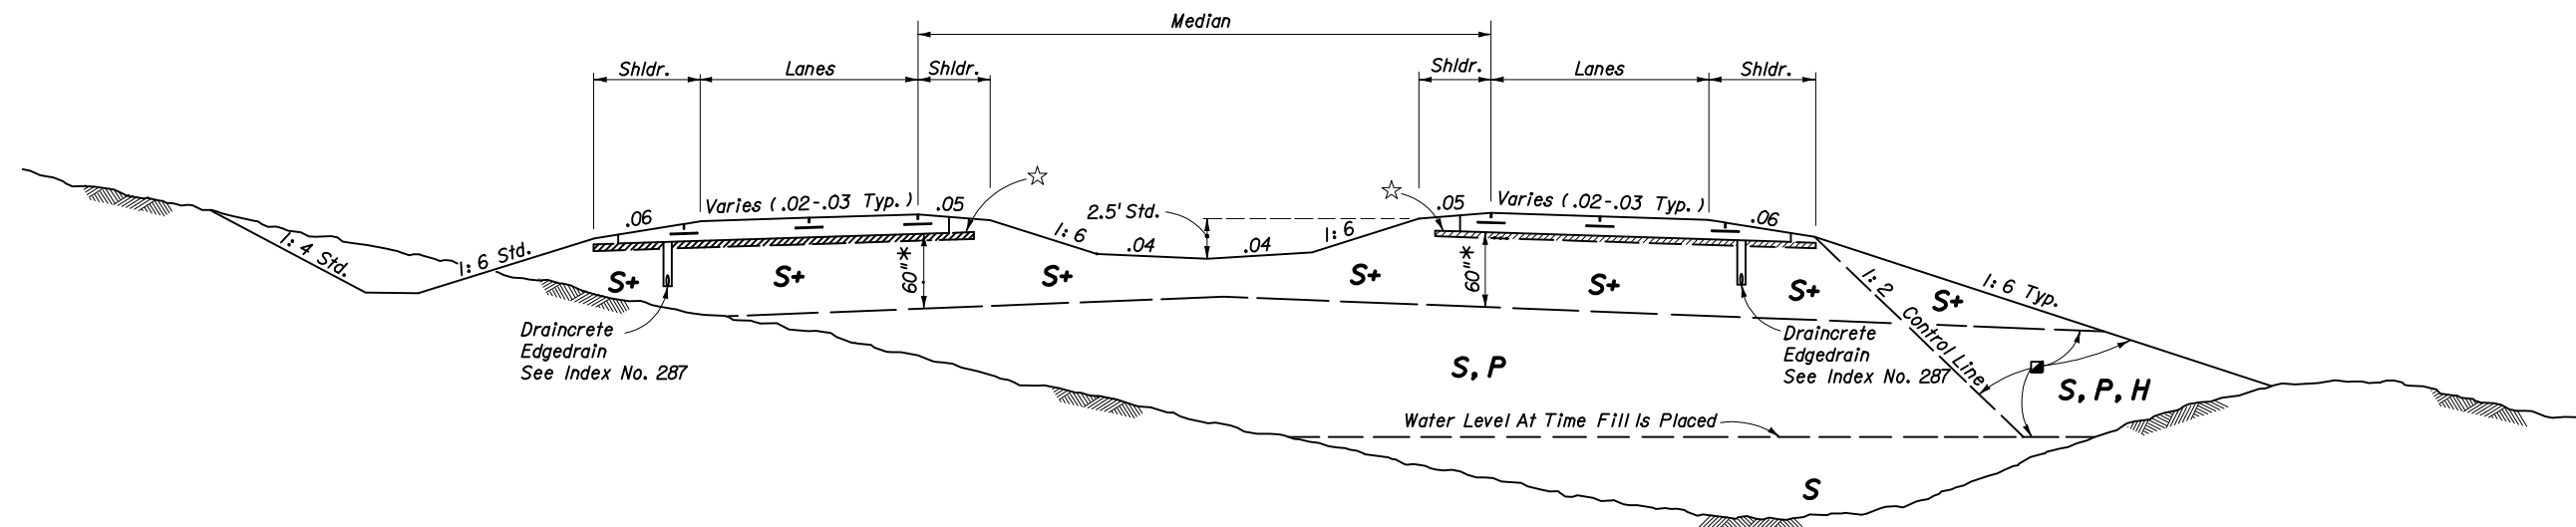 Median
Shldr.
Lanes
Shldr.
Shldr.
Lanes
Shldr.
☆
☆
.06
Varies (.02-.03 Typ.)
.05
2.5' Std.
.05
Varies (.02-.03 Typ.)
.06
1: 4 Std.
1: 6 Std.
1: 6
.04
.04
1: 6
1: 2
Control Line
1: 6 Typ.
S+
S+
60"*
S+
S+
60"*
S+
S+
S+
Draincrete
Edgedrain
See Index No. 287
Draincrete
Edgedrain
See Index No. 287
S, P
S, P, H
Water Level At Time Fill Is Placed
S